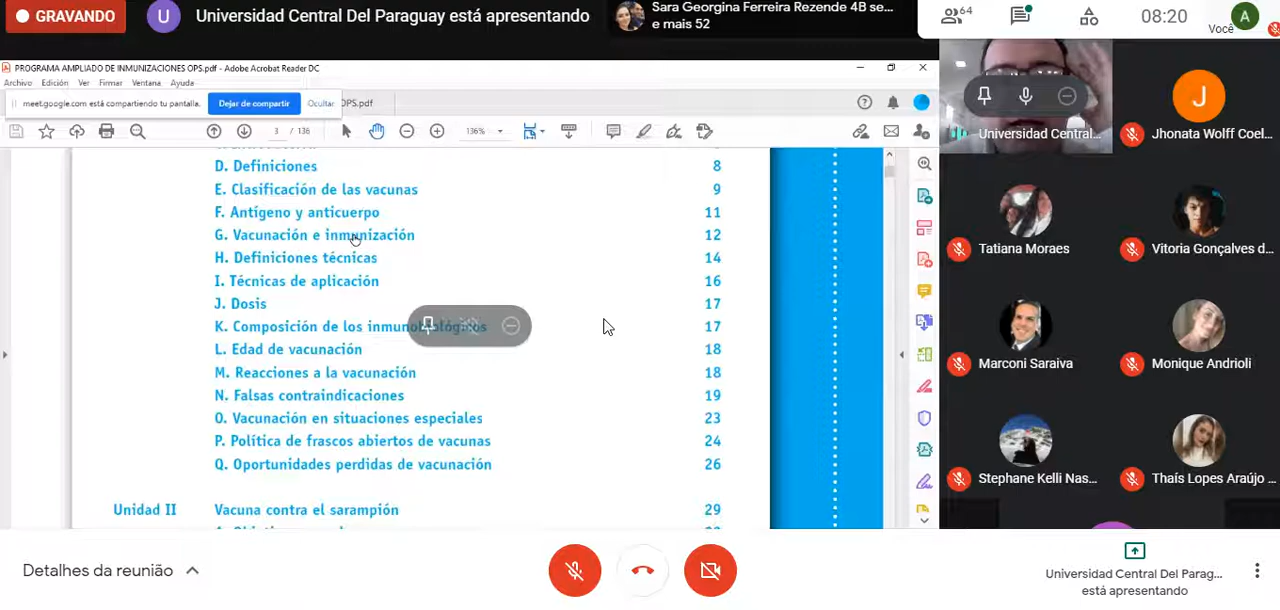 GRAVANDO
U
Universidad Central Del Paraguay está apresentando
Sara Georgina Ferreira Rezende 4B se...
e mais 52
64
08:20
Você
A
PROGRAMA AMPLIADO DE INMUNIZACIONES OPS.pdf - Adobe Acrobat Reader DC
Archivo Edición Ver Firmar Ventana Ayuda
meet.google.com está compartiendo tu pantalla.
Dejar de compartir
Ocultar
OPS.pdf
3 / 136
136%
D. Definiciones 8
E. Clasificación de las vacunas 9
F. Antígeno y anticuerpo 11
G. Vacunación e inmunización 12
H. Definiciones técnicas 14
I. Técnicas de aplicación 16
J. Dosis 17
K. Composición de los inmunobiológicos 17
L. Edad de vacunación 18
M. Reacciones a la vacunación 18
N. Falsas contraindicaciones 19
O. Vacunación en situaciones especiales 23
P. Política de frascos abiertos de vacunas 24
Q. Oportunidades perdidas de vacunación 26
Unidad II Vacuna contra el sarampión 29
Universidad Central...
J
Jhonata Wolff Coel...
Tatiana Moraes
Vitoria Gonçalves d...
Marconi Saraiva
Monique Andrioli
Stephane Kelli Nas...
Thaís Lopes Araújo ...
Detalhes da reunião
Universidad Central Del Parag...
está apresentando